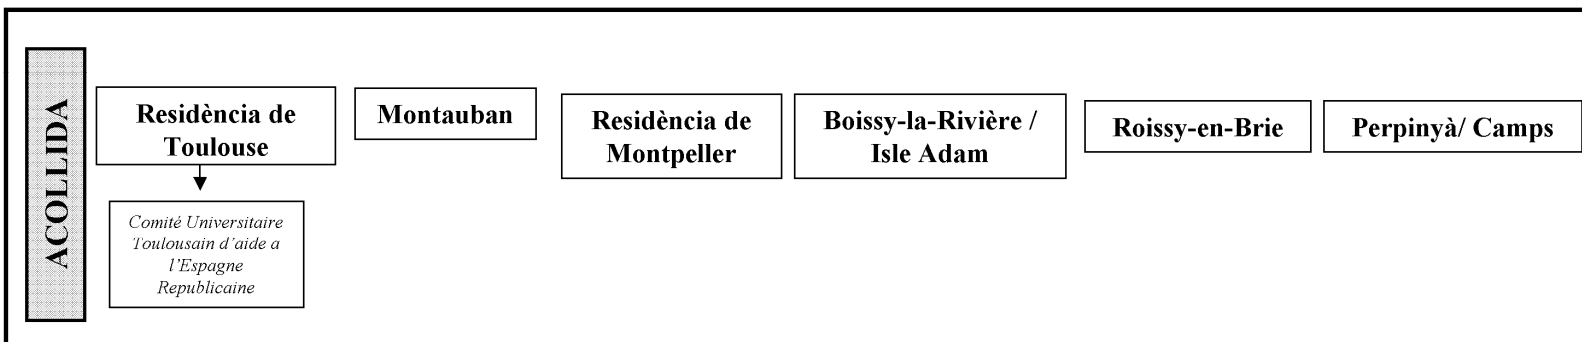 ACOLLIDA
Residència de
Toulouse
Montauban
Residència de
Montpeller
Boissy-la-Rivière /
Isle Adam
Roissy-en-Brie
Perpinyà/ Camps
Comité Universitaire
Toulousain d'aide a
l'Espagne
Republicaine